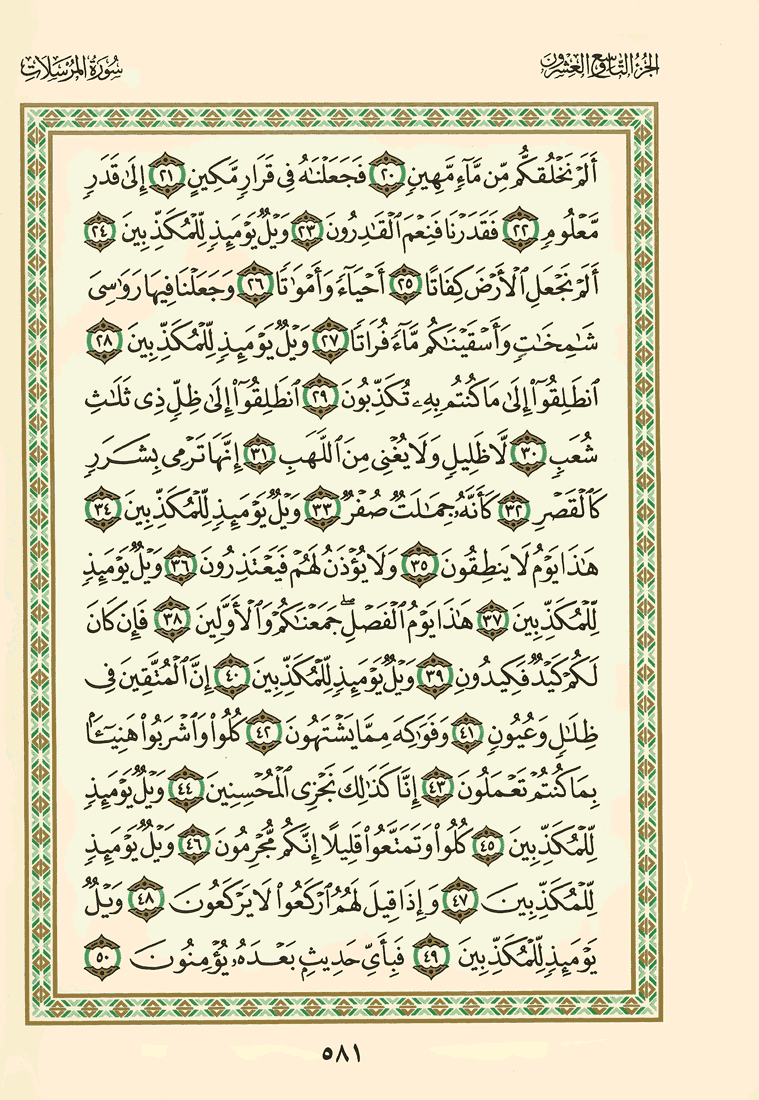 الجزء التاسع والعشرون
سورة المرسلات
أَلَمْ نَخْلُقكُّم مِّن مَّآءٍ مَّهِينٍ ٢٠ فَجَعَلْنَٰهُ فِى قَرَارٍ مَّكِينٍ ٢١ إِلَىٰ قَدَرٍ
مَّعْلُومٍ ٢٢ فَقَدَرْنَا فَنِعْمَ ٱلْقَٰدِرُونَ ٢٣ وَيْلٌ يَوْمَئِذٍ لِّلْمُكَذِّبِينَ ٢٤
أَلَمْ نَجْعَلِ ٱلْأَرْضَ كِفَاتًا ٢٥ أَحْيَآءً وَأَمْوَٰتًا ٢٦ وَجَعَلْنَا فِيهَا رَوَٰسِىَ
شَٰمِخَٰتٍ وَأَسْقَيْنَٰكُم مَّآءً فُرَاتًا ٢٧ وَيْلٌ يَوْمَئِذٍ لِّلْمُكَذِّبِينَ ٢٨
ٱنطَلِقُوٓا۟ إِلَىٰ مَا كُنتُم بِهِۦ تُكَذِّبُونَ ٢٩ ٱنطَلِقُوٓا۟ إِلَىٰ ظِلٍّ ذِى ثَلَٰثِ
شُعَبٍ ٣٠ لَّا ظَلِيلٍ وَلَا يُغْنِى مِنَ ٱللَّهَبِ ٣١ إِنَّهَا تَرْمِى بِشَرَرٍ
كَٱلْقَصْرِ ٣٢ كَأَنَّهُۥ جِمَٰلَتٌ صُفْرٌ ٣٣ وَيْلٌ يَوْمَئِذٍ لِّلْمُكَذِّبِينَ ٣٤
هَٰذَا يَوْمُ لَا يَنطِقُونَ ٣٥ وَلَا يُؤْذَنُ لَهُمْ فَيَعْتَذِرُونَ ٣٦ وَيْلٌ يَوْمَئِذٍ
لِّلْمُكَذِّبِينَ ٣٧ هَٰذَا يَوْمُ ٱلْفَصْلِ ۖ جَمَعْنَٰكُمْ وَٱلْأَوَّلِينَ ٣٨ فَإِن كَانَ
لَكُمْ كَيْدٌ فَكِيدُونِ ٣٩ وَيْلٌ يَوْمَئِذٍ لِّلْمُكَذِّبِينَ ٤٠ إِنَّ ٱلْمُتَّقِينَ فِى
ظِلَٰلٍ وَعُيُونٍ ٤١ وَفَوَٰكِهَ مِمَّا يَشْتَهُونَ ٤٢ كُلُوا۟ وَٱشْرَبُوا۟ هَنِيٓـًٔۢا
بِمَا كُنتُمْ تَعْمَلُونَ ٤٣ إِنَّا كَذَٰلِكَ نَجْزِى ٱلْمُحْسِنِينَ ٤٤ وَيْلٌ يَوْمَئِذٍ
لِّلْمُكَذِّبِينَ ٤٥ كُلُوا۟ وَتَمَتَّعُوا۟ قَلِيلًا إِنَّكُم مُّجْرِمُونَ ٤٦ وَيْلٌ يَوْمَئِذٍ
لِّلْمُكَذِّبِينَ ٤٧ وَإِذَا قِيلَ لَهُمُ ٱرْكَعُوا۟ لَا يَرْكَعُونَ ٤٨ وَيْلٌ
يَوْمَئِذٍ لِّلْمُكَذِّبِينَ ٤٩ فَبِأَىِّ حَدِيثٍۭ بَعْدَهُۥ يُؤْمِنُونَ ٥٠
٥٨١